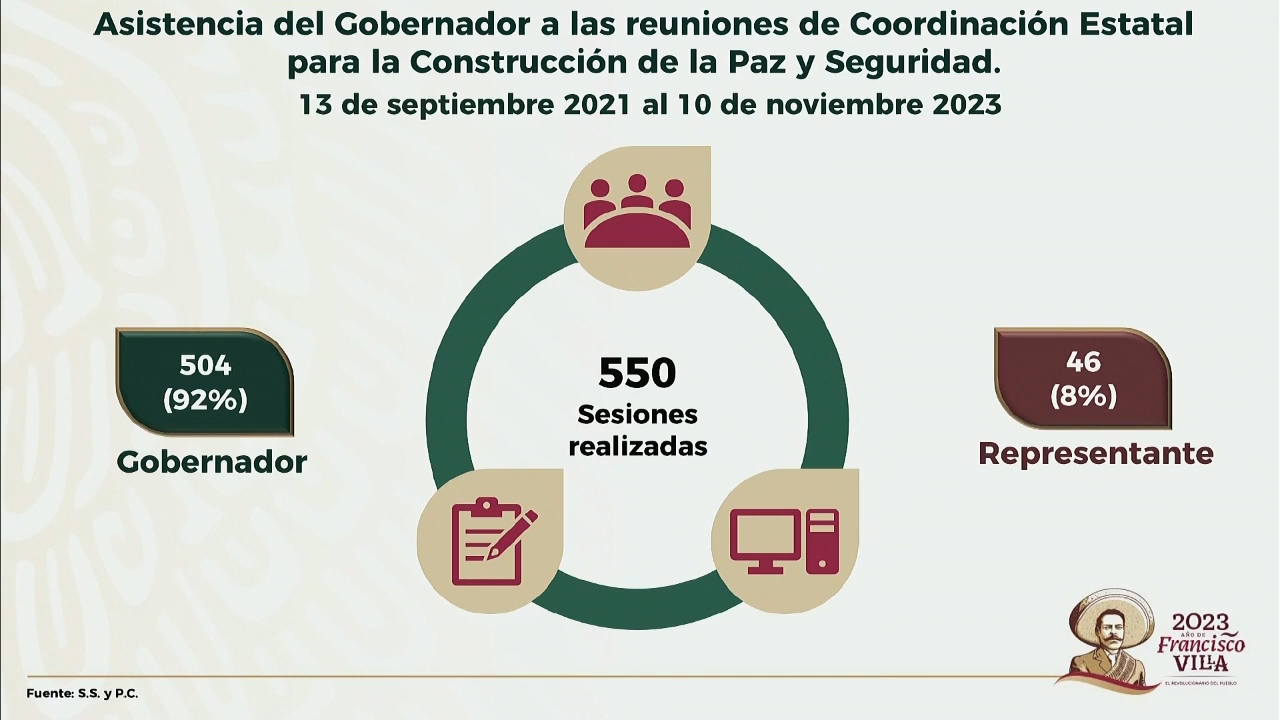 Asistencia del Gobernador a las reuniones de Coordinación Estatal
para la Construcción de la Paz y Seguridad.
13 de septiembre 2021 al 10 de noviembre 2023
550
Sesiones
realizadas
504
(92%)
Gobernador
46
(8%)
Representante
2023
AÑO DE
Francisco
VILLA
EL REVOLUCIONARIO DEL PUEBLO
Fuente: S.S. y P.C.